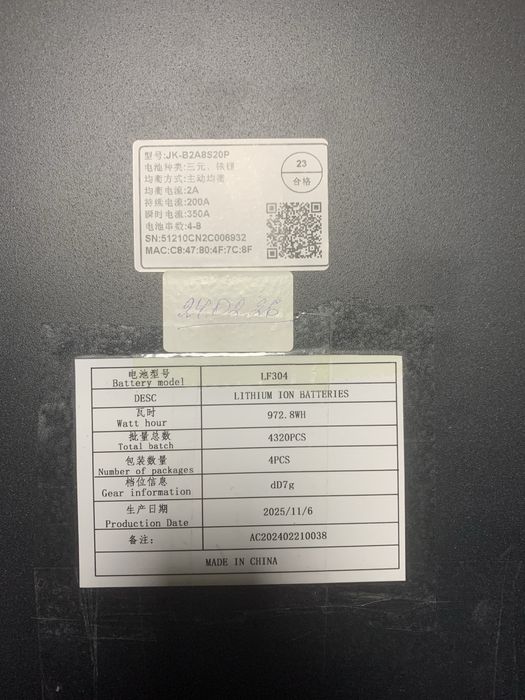 型号:JK-B2A8S20P
电池种类:三元、铁锂
均衡方式:主动均衡
均衡电流:2A
持续电流:200A
瞬时电流:350A
电池串数:4-8
SN:51210CN2C006932
MAC:C8:47:80:4F:7C:8F
23
合格
24.02.26
电池型号
Battery model
LF304
DESC
LITHIUM ION BATTERIES
瓦时
Watt hour
972.8WH
批量总数
Total batch
4320PCS
包装数量
Number of packages
4PCS
档位信息
Gear information
dD7g
生产日期
Production Date
2025/11/6
备注:
AC202402210038
MADE IN CHINA